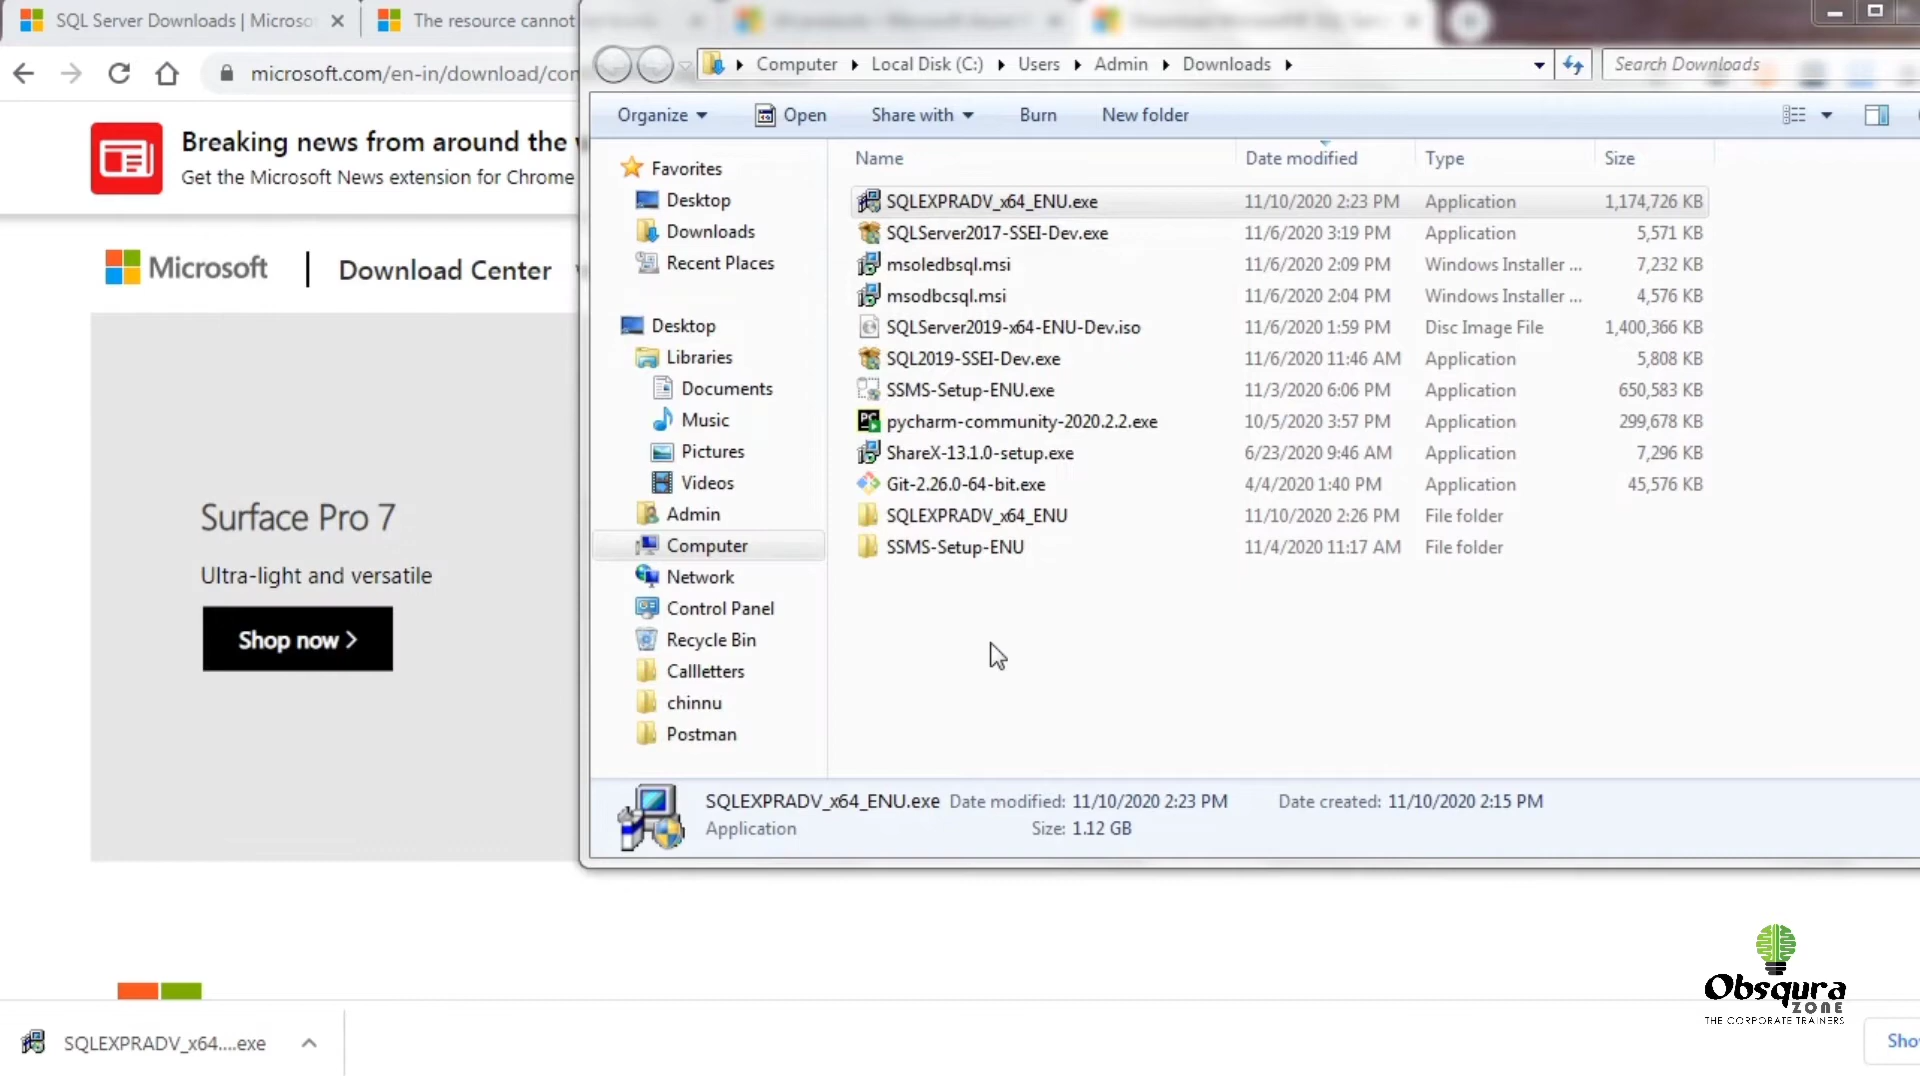 SQL Server Downloads | Microso
The resource cannot
microsoft.com/en-in/download/con
Breaking news from around the w
Get the Microsoft News extension for Chrome
Microsoft | Download Center
Surface Pro 7
Ultra-light and versatile
Shop now >
Computer Local Disk (C:) Users Admin Downloads
Search Downloads
Organize Open Share with Burn New folder
Favorites
Desktop
Downloads
Recent Places
Desktop
Libraries
Documents
Music
Pictures
Videos
Admin
Computer
Network
Control Panel
Recycle Bin
Callletters
chinnu
Postman
Name Date modified Type Size
SQLEXPRADV_x64_ENU.exe 11/10/2020 2:23 PM Application 1,174,726 KB
SQLServer2017-SSEI-Dev.exe 11/6/2020 3:19 PM Application 5,571 KB
msoledbsql.msi 11/6/2020 2:09 PM Windows Installer ... 7,232 KB
msodbcsql.msi 11/6/2020 2:04 PM Windows Installer ... 4,576 KB
SQLServer2019-x64-ENU-Dev.iso 11/6/2020 1:59 PM Disc Image File 1,400,366 KB
SQL2019-SSEI-Dev.exe 11/6/2020 11:46 AM Application 5,808 KB
SSMS-Setup-ENU.exe 11/3/2020 6:06 PM Application 650,583 KB
pycharm-community-2020.2.2.exe 10/5/2020 3:57 PM Application 299,678 KB
ShareX-13.1.0-setup.exe 6/23/2020 9:46 AM Application 7,296 KB
Git-2.26.0-64-bit.exe 4/4/2020 1:40 PM Application 45,576 KB
SQLEXPRADV_x64_ENU 11/10/2020 2:26 PM File folder
SSMS-Setup-ENU 11/4/2020 11:17 AM File folder
SQLEXPRADV_x64_ENU.exe Date modified: 11/10/2020 2:23 PM Date created: 11/10/2020 2:15 PM
Application Size: 1.12 GB
Obsqura
ZONE
THE CORPORATE TRAINERS
SQLEXPRADV_x64....exe
Sho